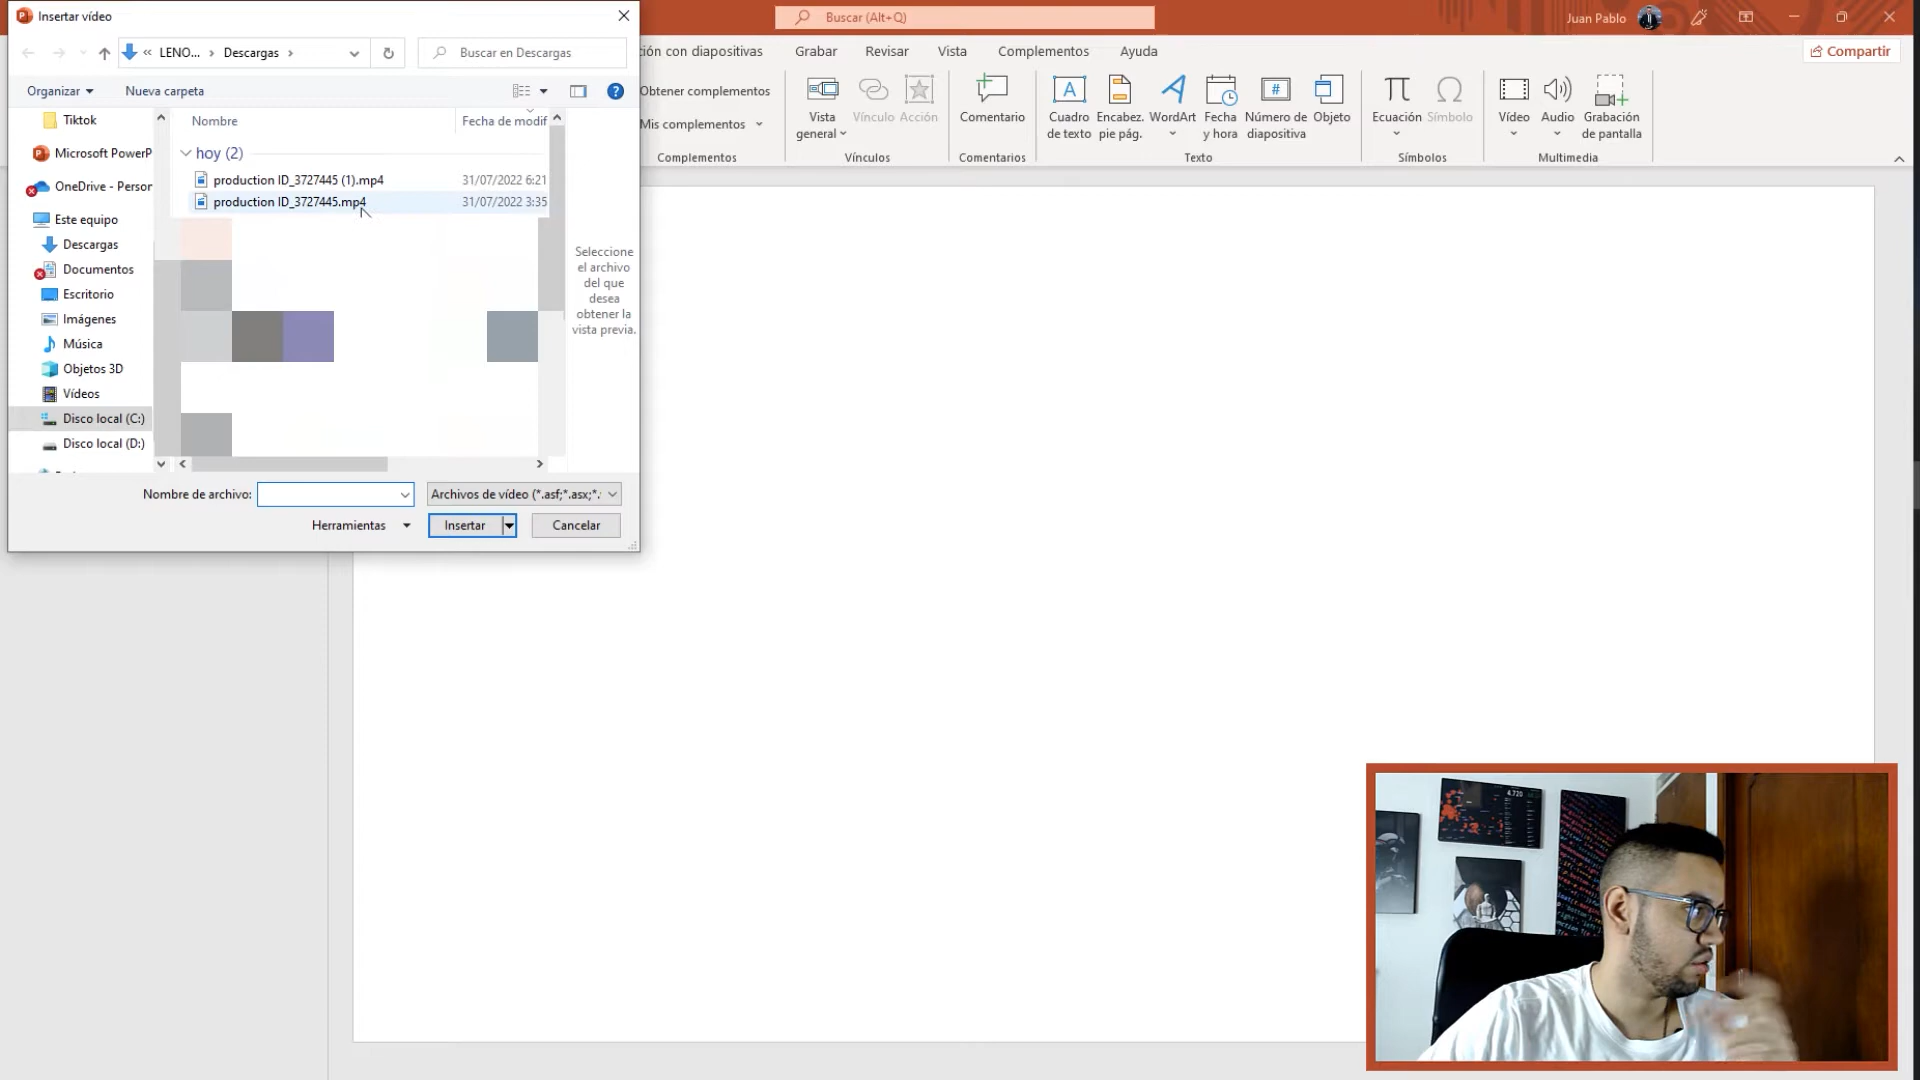 Insertar vídeo
Buscar (Alt+Q)
Juan Pablo
« LENO... › Descargas ›
Buscar en Descargas
ción con diapositivas
Grabar
Revisar
Vista
Complementos
Ayuda
Compartir
Organizar
Nueva carpeta
Obtener complementos
Mis complementos
Complementos
Vista general
Vínculo
Acción
Vínculos
Comentario
Comentarios
Cuadro de texto
Encabez. pie pág.
WordArt
Fecha y hora
Número de diapositiva
Objeto
Texto
Ecuación
Símbolo
Símbolos
Vídeo
Audio
Grabación de pantalla
Multimedia
Tiktok
Microsoft PowerP
OneDrive - Person
Este equipo
Descargas
Documentos
Escritorio
Imágenes
Música
Objetos 3D
Vídeos
Disco local (C:)
Disco local (D:)
Nombre
Fecha de modif
hoy (2)
production ID_3727445 (1).mp4
31/07/2022 6:21
production ID_3727445.mp4
31/07/2022 3:35
Seleccione
el archivo
del que
desea
obtener la
vista previa.
Nombre de archivo:
Archivos de vídeo (*.asf;*.asx;*.
Herramientas
Insertar
Cancelar
4.720